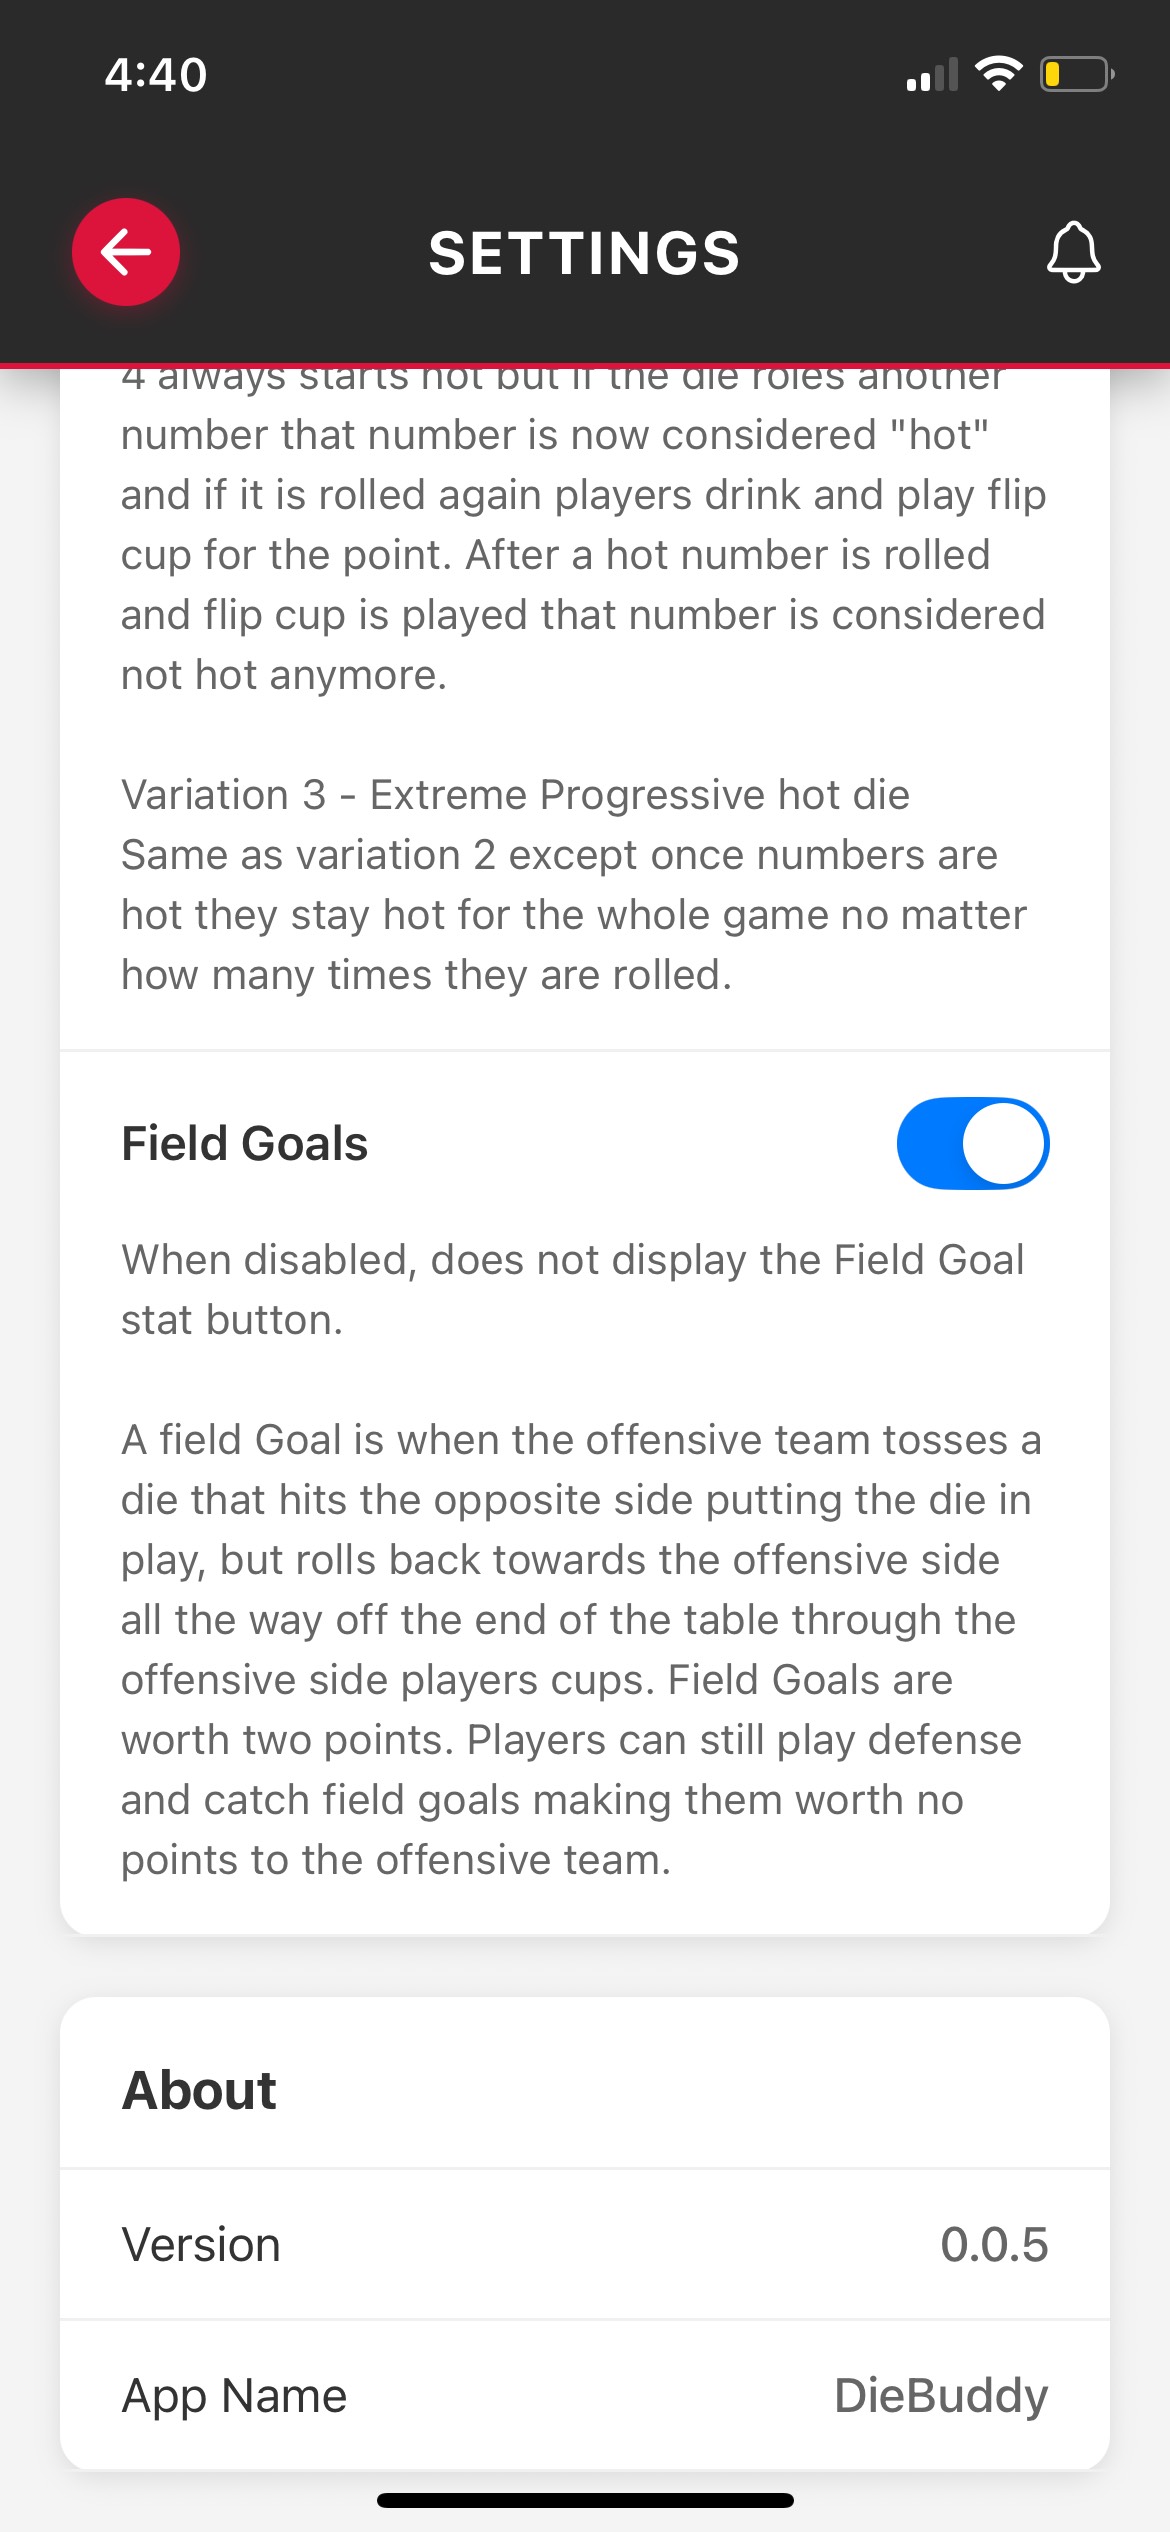 4:40
SETTINGS
4 always starts hot but if the die roles another
number that number is now considered "hot"
and if it is rolled again players drink and play flip
cup for the point. After a hot number is rolled
and flip cup is played that number is considered
not hot anymore.
Variation 3 - Extreme Progressive hot die
Same as variation 2 except once numbers are
hot they stay hot for the whole game no matter
how many times they are rolled.
Field Goals
When disabled, does not display the Field Goal
stat button.
A field Goal is when the offensive team tosses a
die that hits the opposite side putting the die in
play, but rolls back towards the offensive side
all the way off the end of the table through the
offensive side players cups. Field Goals are
worth two points. Players can still play defense
and catch field goals making them worth no
points to the offensive team.
About
Version 0.0.5
App Name DieBuddy